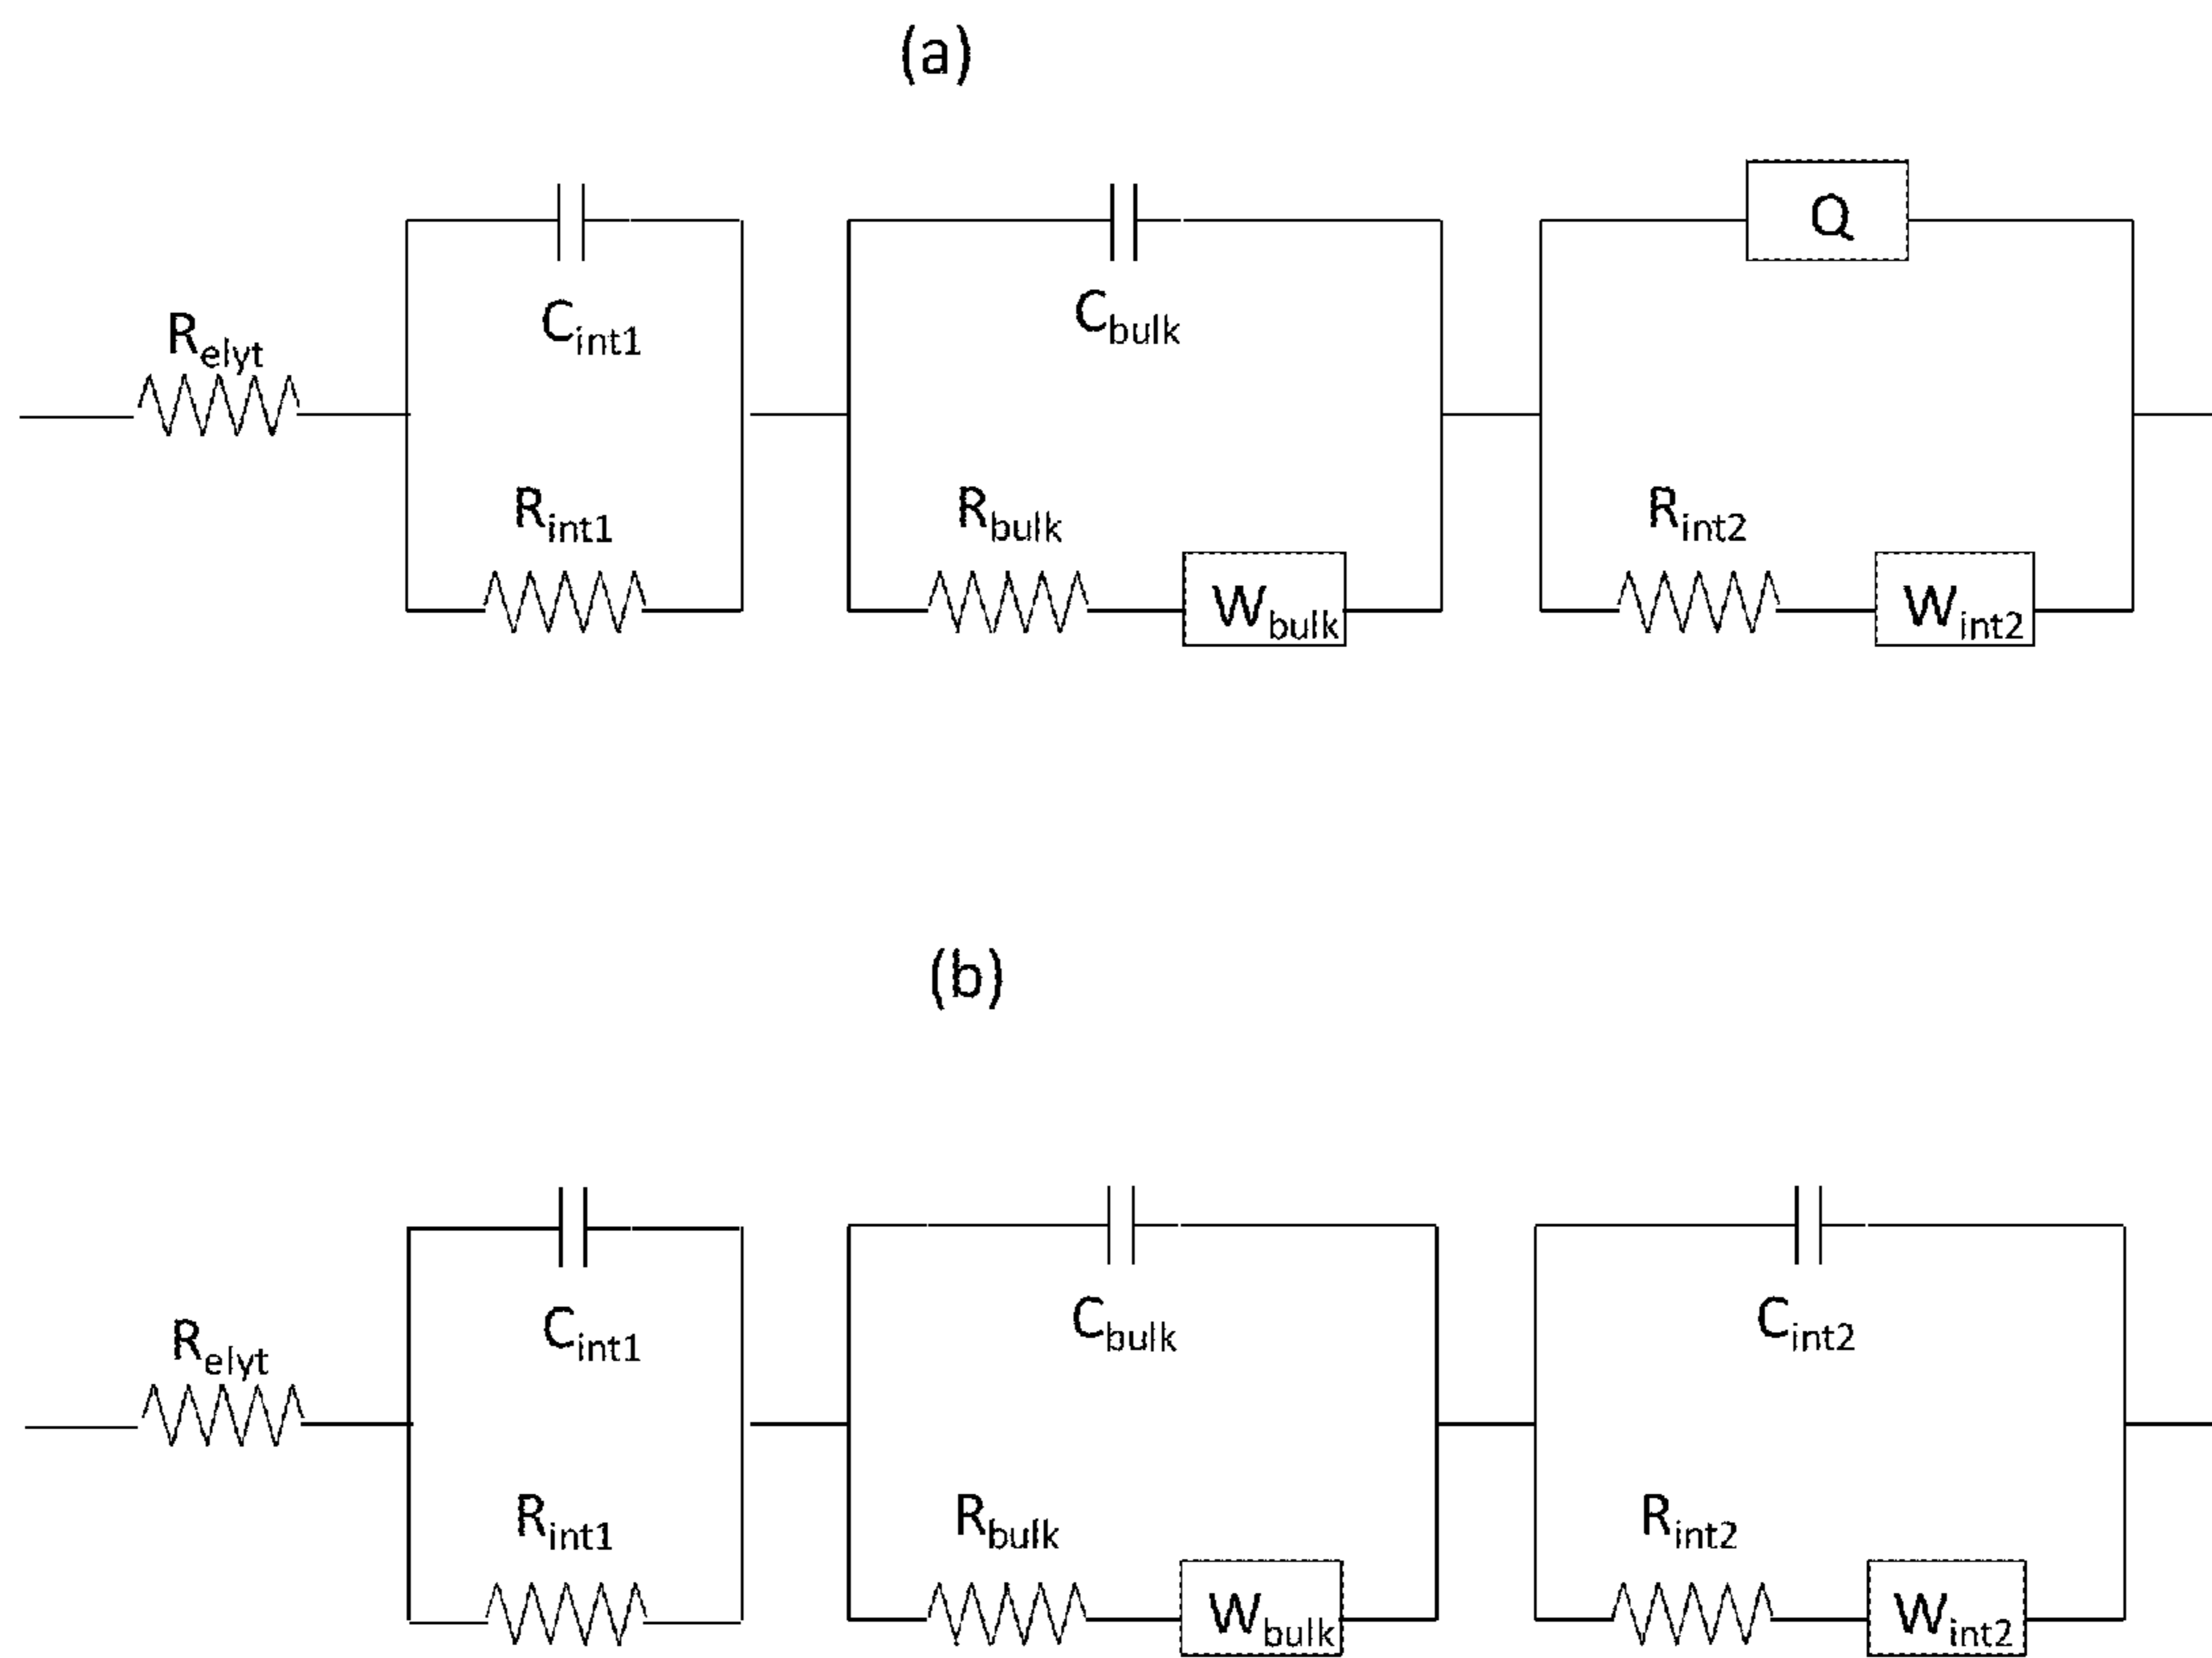 (a)
Q
C_int1
C_bulk
R_elyt
R_int1
R_bulk
R_int2
W_bulk
W_int2
(b)
C_int1
C_bulk
C_int2
R_elyt
R_int1
R_bulk
R_int2
W_bulk
W_int2